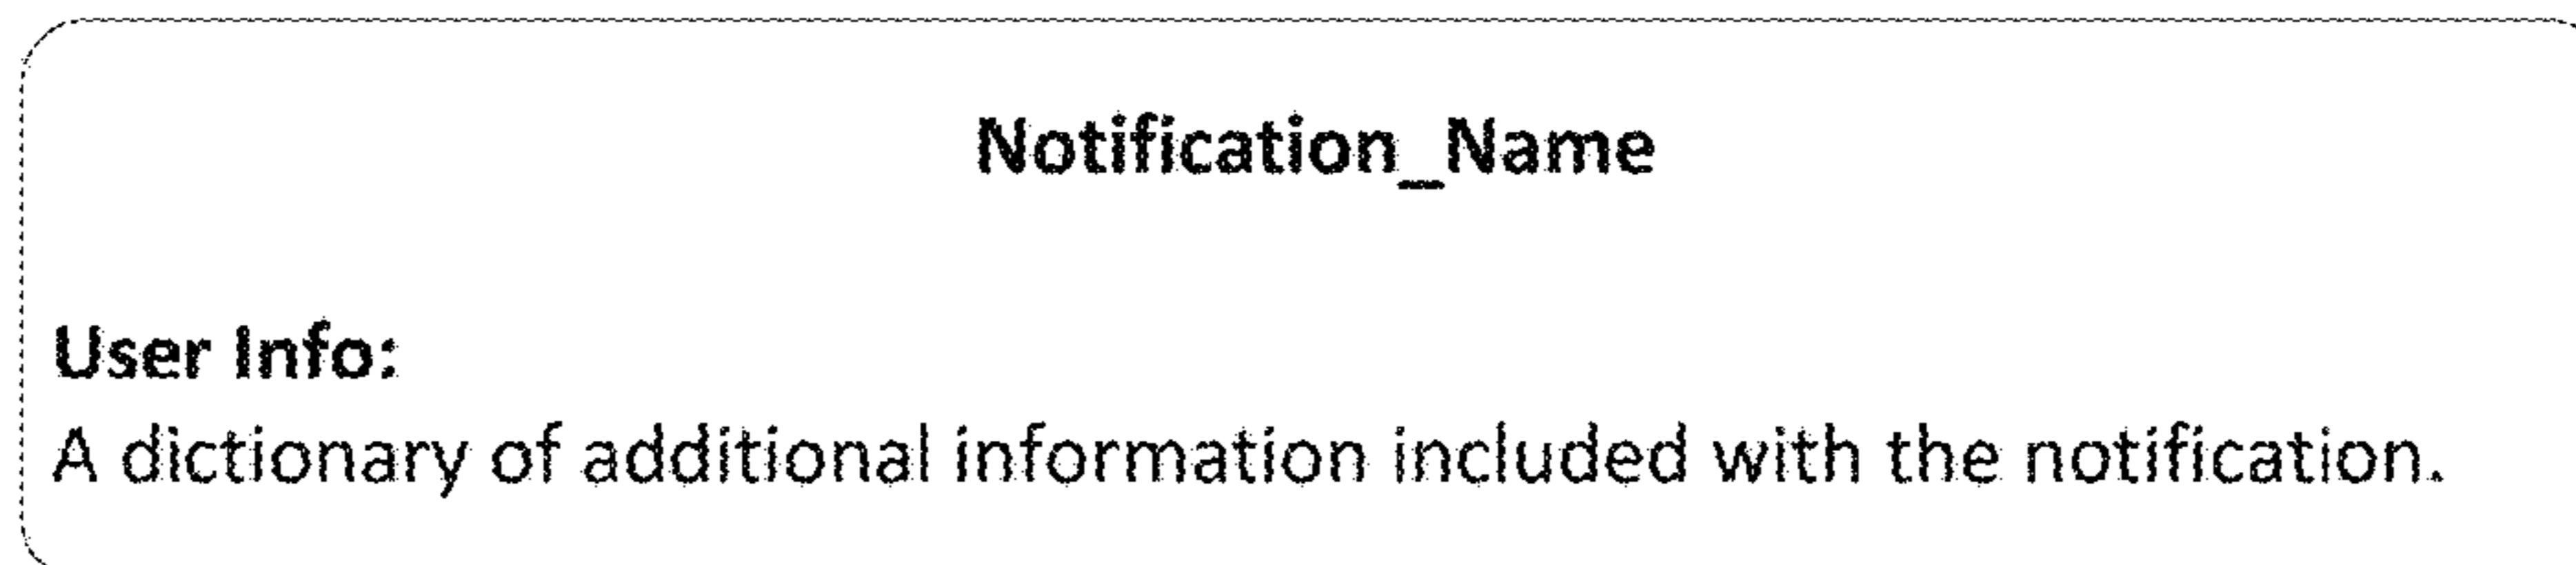 Notification_Name
User Info:
A dictionary of additional information included with the notification.